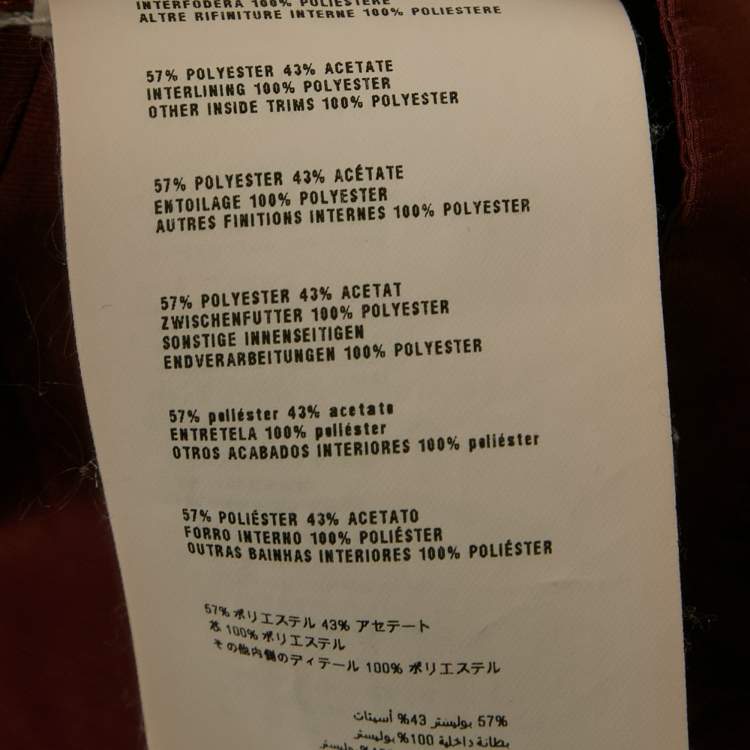 INTERFODERA 100% POLIESTERE
ALTRE RIFINITURE INTERNE 100% POLIESTERE
57% POLYESTER 43% ACETATE
INTERLINING 100% POLYESTER
OTHER INSIDE TRIMS 100% POLYESTER
57% POLYESTER 43% ACÉTATE
ENTOILAGE 100% POLYESTER
AUTRES FINITIONS INTERNES 100% POLYESTER
57% POLYESTER 43% ACETAT
ZWISCHENFUTTER 100% POLYESTER
SONSTIGE INNENSEITIGEN
ENDVERARBEITUNGEN 100% POLYESTER
57% poliéster 43% acetato
ENTRETELA 100% poliéster
OTROS ACABADOS INTERIORES 100% poliéster
57% POLIÉSTER 43% ACETATO
FORRO INTERNO 100% POLIÉSTER
OUTRAS BAINHAS INTERIORES 100% POLIÉSTER
57% ポリエステル 43% アセテート
芯 100% ポリエステル
その他内側のディテール 100% ポリエステル
57% بوليستر 43% أسيتات
بطانة داخلية 100% بوليستر